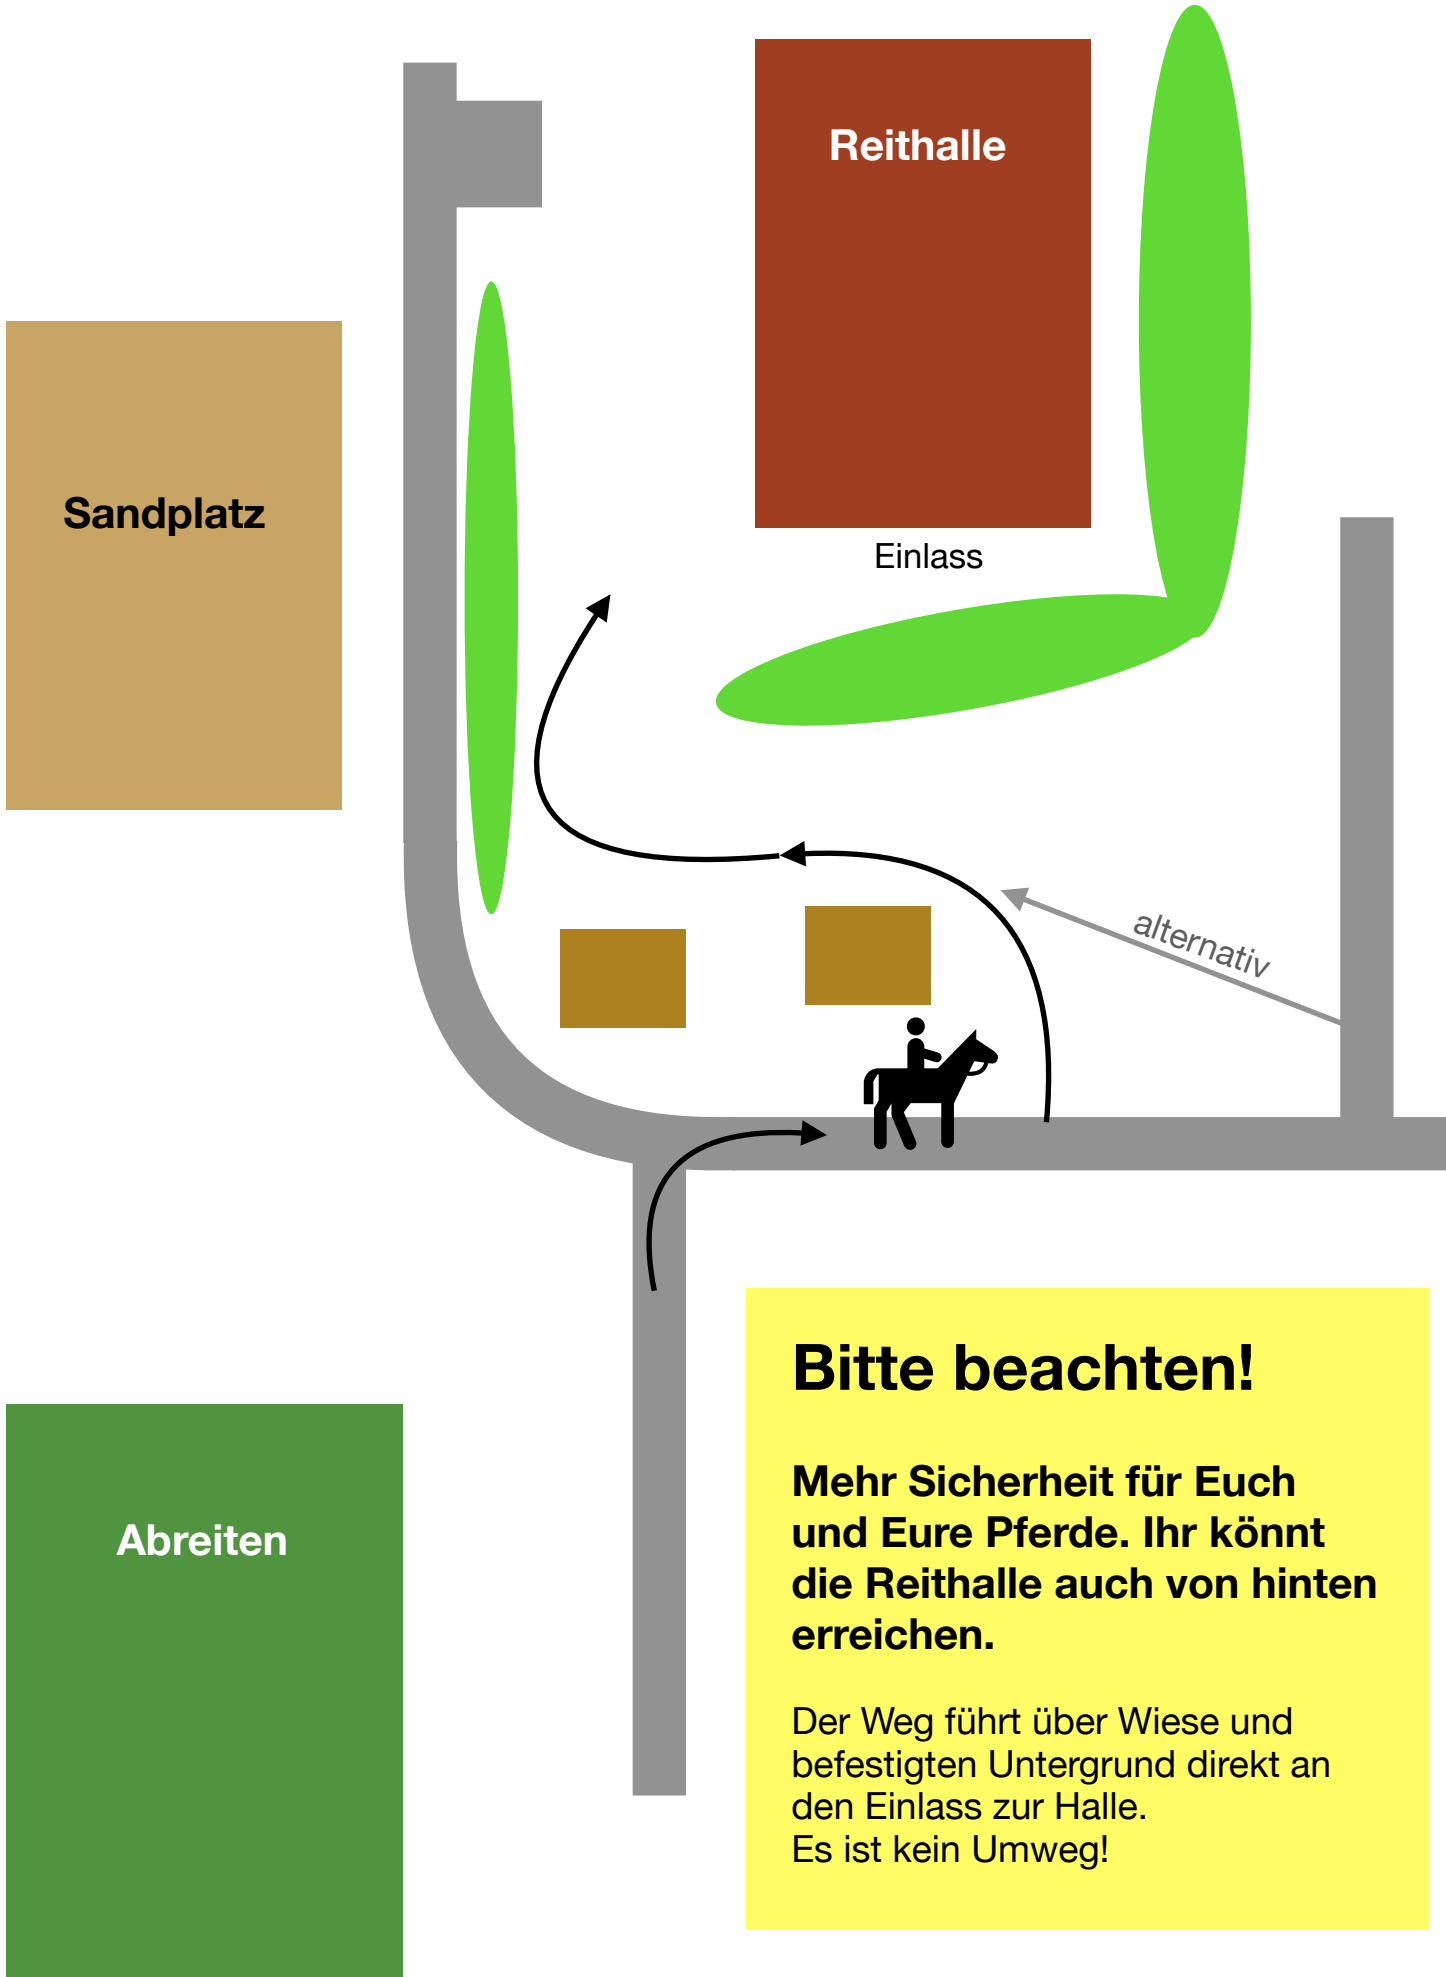 Reithalle
Sandplatz
Einlass
alternativ
Bitte beachten!
Mehr Sicherheit für Euch
und Eure Pferde. Ihr könnt
die Reithalle auch von hinten
erreichen.
Der Weg führt über Wiese und
befestigten Untergrund direkt an
den Einlass zur Halle.
Es ist kein Umweg!
Abreiten